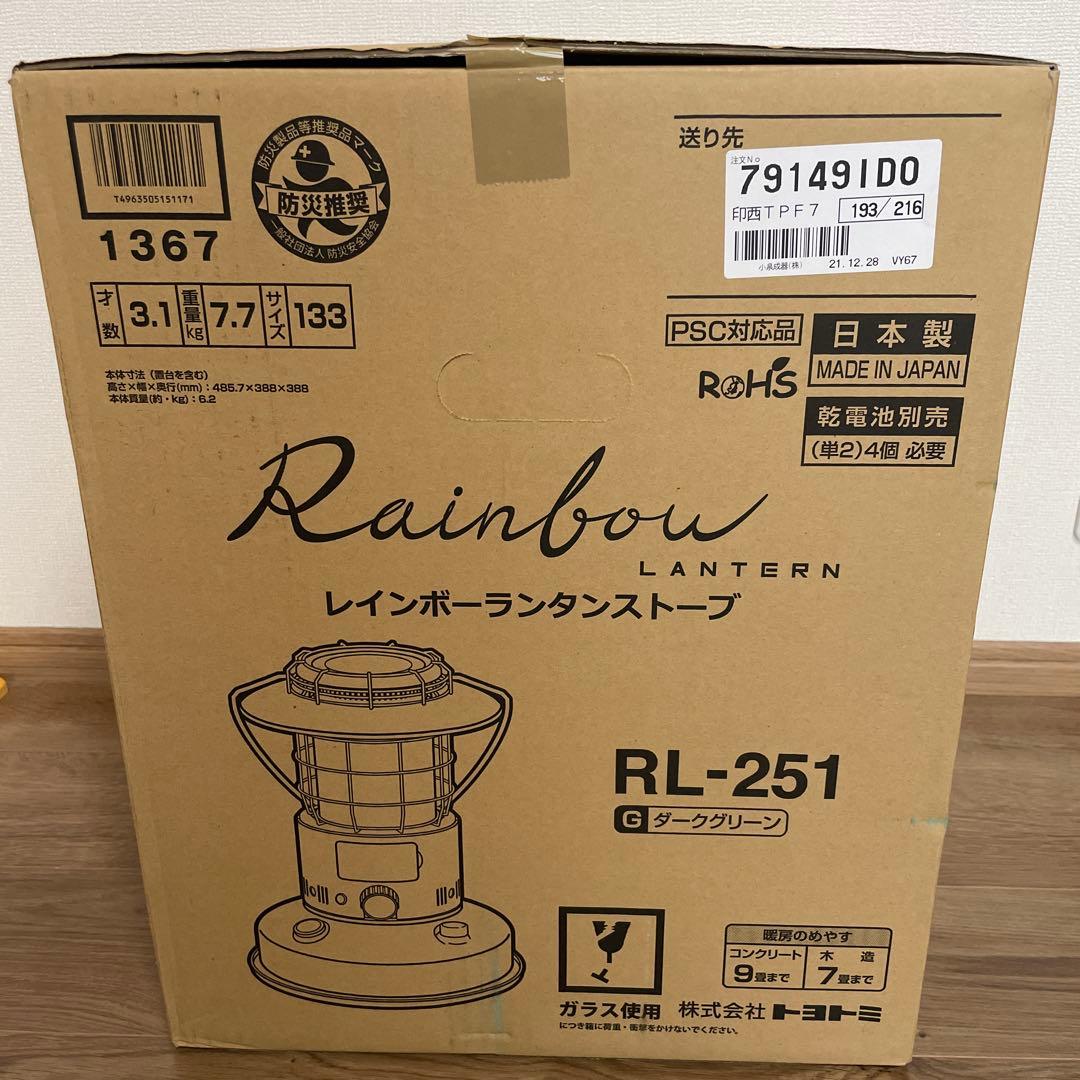 T4963505151171
1367
防災製品等推奨品マーク
防災推奨
一般社団法人 防災安全協会
才数 3.1 重量kg 7.7 サイズ 133
本体寸法（置台を含む）
高さ×幅×奥行(mm)：485.7×388×388
本体質量(約・kg)：6.2
送り先
注文No
791491D0
印西TPF7 193/216
小泉成器(株) 21.12.28 VY67
PSC対応品
RoHS
日本製
MADE IN JAPAN
乾電池別売
(単2)4個 必要
Rainbow
LANTERN
レインボーランタンストーブ
RL-251
G ダークグリーン
暖房のめやす
コンクリート 木造
9畳まで 7畳まで
ガラス使用
につき箱に荷重・衝撃をかけないでください。
株式会社 トヨトミ